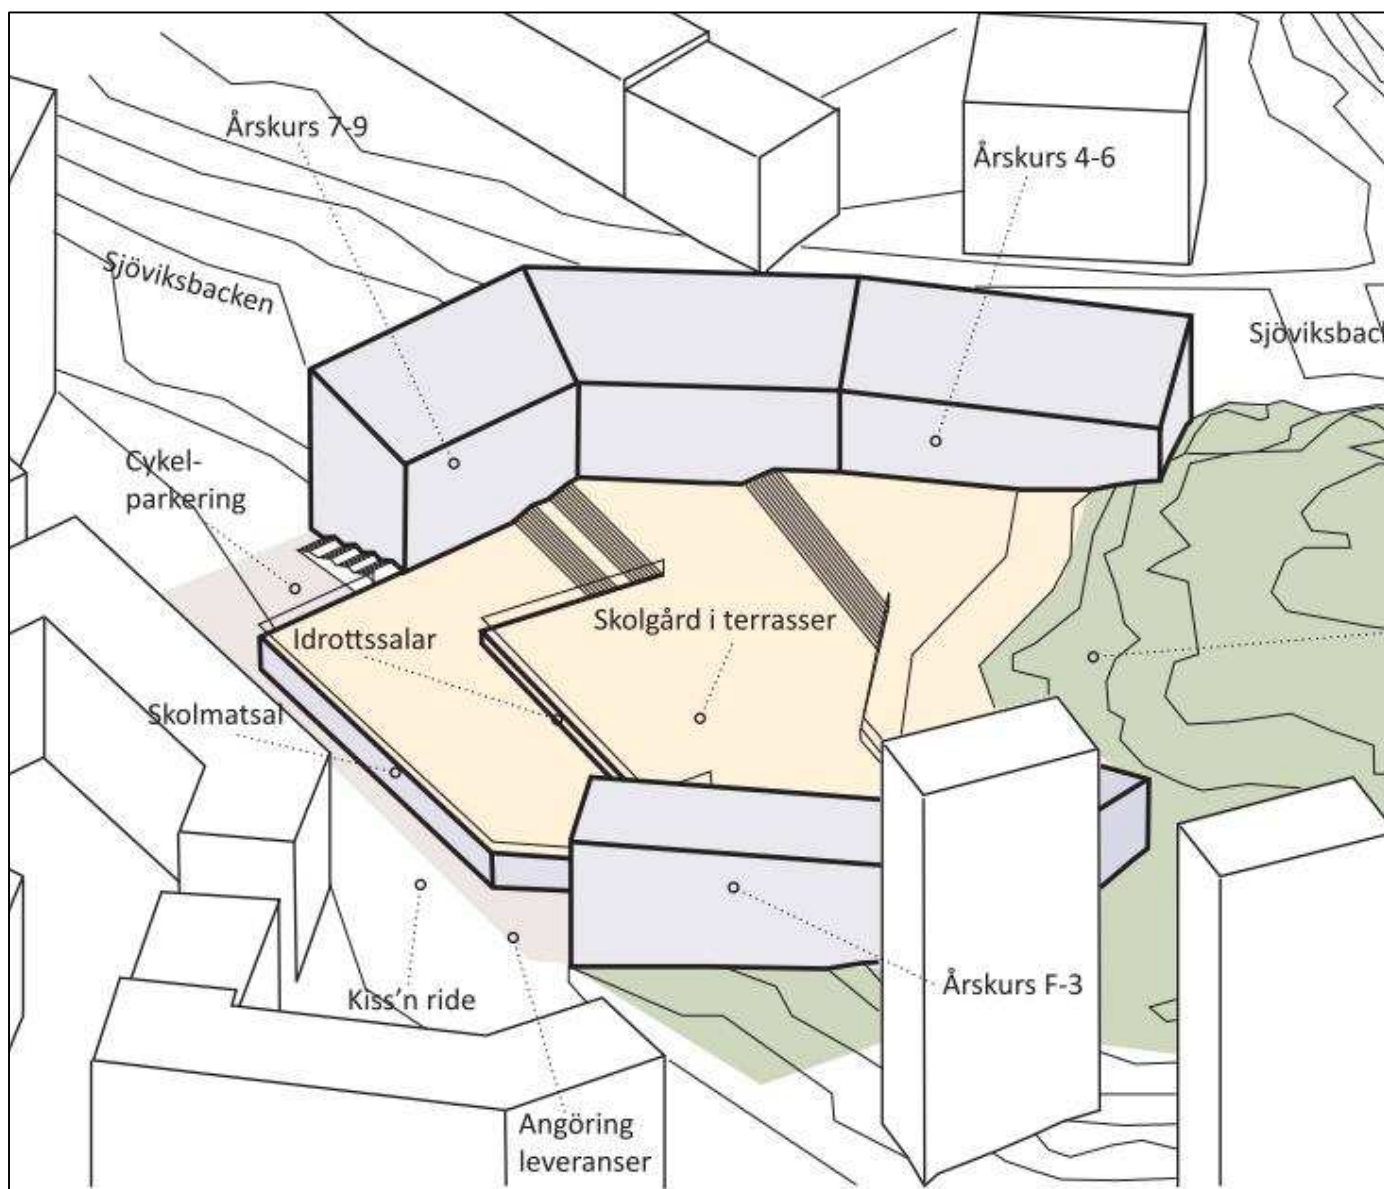 Årskurs 7-9
Årskurs 4-6
Sjöviksbacken
Sjöviksback
Cykel-
parkering
Idrottssalar
Skolgård i terrasser
Skolmatsal
Årskurs F-3
Kiss'n ride
Angöring
leveranser